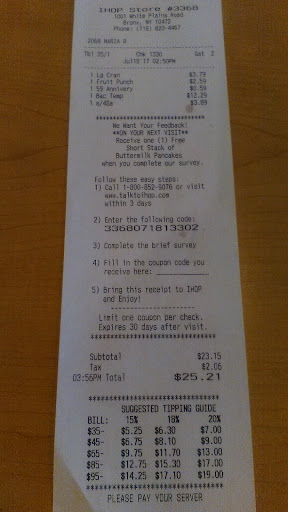 IHOP Store #3368
1001 White Plains Road
Bronx, NY 10472
Phone: (718) 823-4467
2068 MARIA R
Tbl 35/1 Chk 1330 Gst 2
Jul18'17 02:50PM
1 Lg Cran $3.79
1 Fruit Punch $2.59
1 59 Annivery $0.59
1 Bac Temp $12.29
1 s/4Ea $3.89
************************************
We Want Your Feedback!
**ON YOUR NEXT VISIT**
Receive one (1) Free
Short Stack of
Buttermilk Pancakes
when you complete our survey.
Follow these easy steps:
1) Call 1-800-852-9076 or visit
www.talktoihop.com
within 3 days
2) Enter the following code:
3368071813302
3) Complete the brief survey
4) Fill in the coupon code you
receive here: ____________
5) Bring this receipt to IHOP
and Enjoy!
----------------------
Limit one coupon per check.
Expires 30 days after visit.
************************************
Subtotal $23.15
Tax $2.06
03:56PM Total $25.21
************************************
SUGGESTED TIPPING GUIDE
BILL: 15% 18% 20%
$35- $5.25 $6.30 $7.00
$45- $6.75 $8.10 $9.00
$65- $9.75 $11.70 $13.00
$85- $12.75 $15.30 $17.00
$95- $14.25 $17.10 $19.00
************************************
PLEASE PAY YOUR SERVER